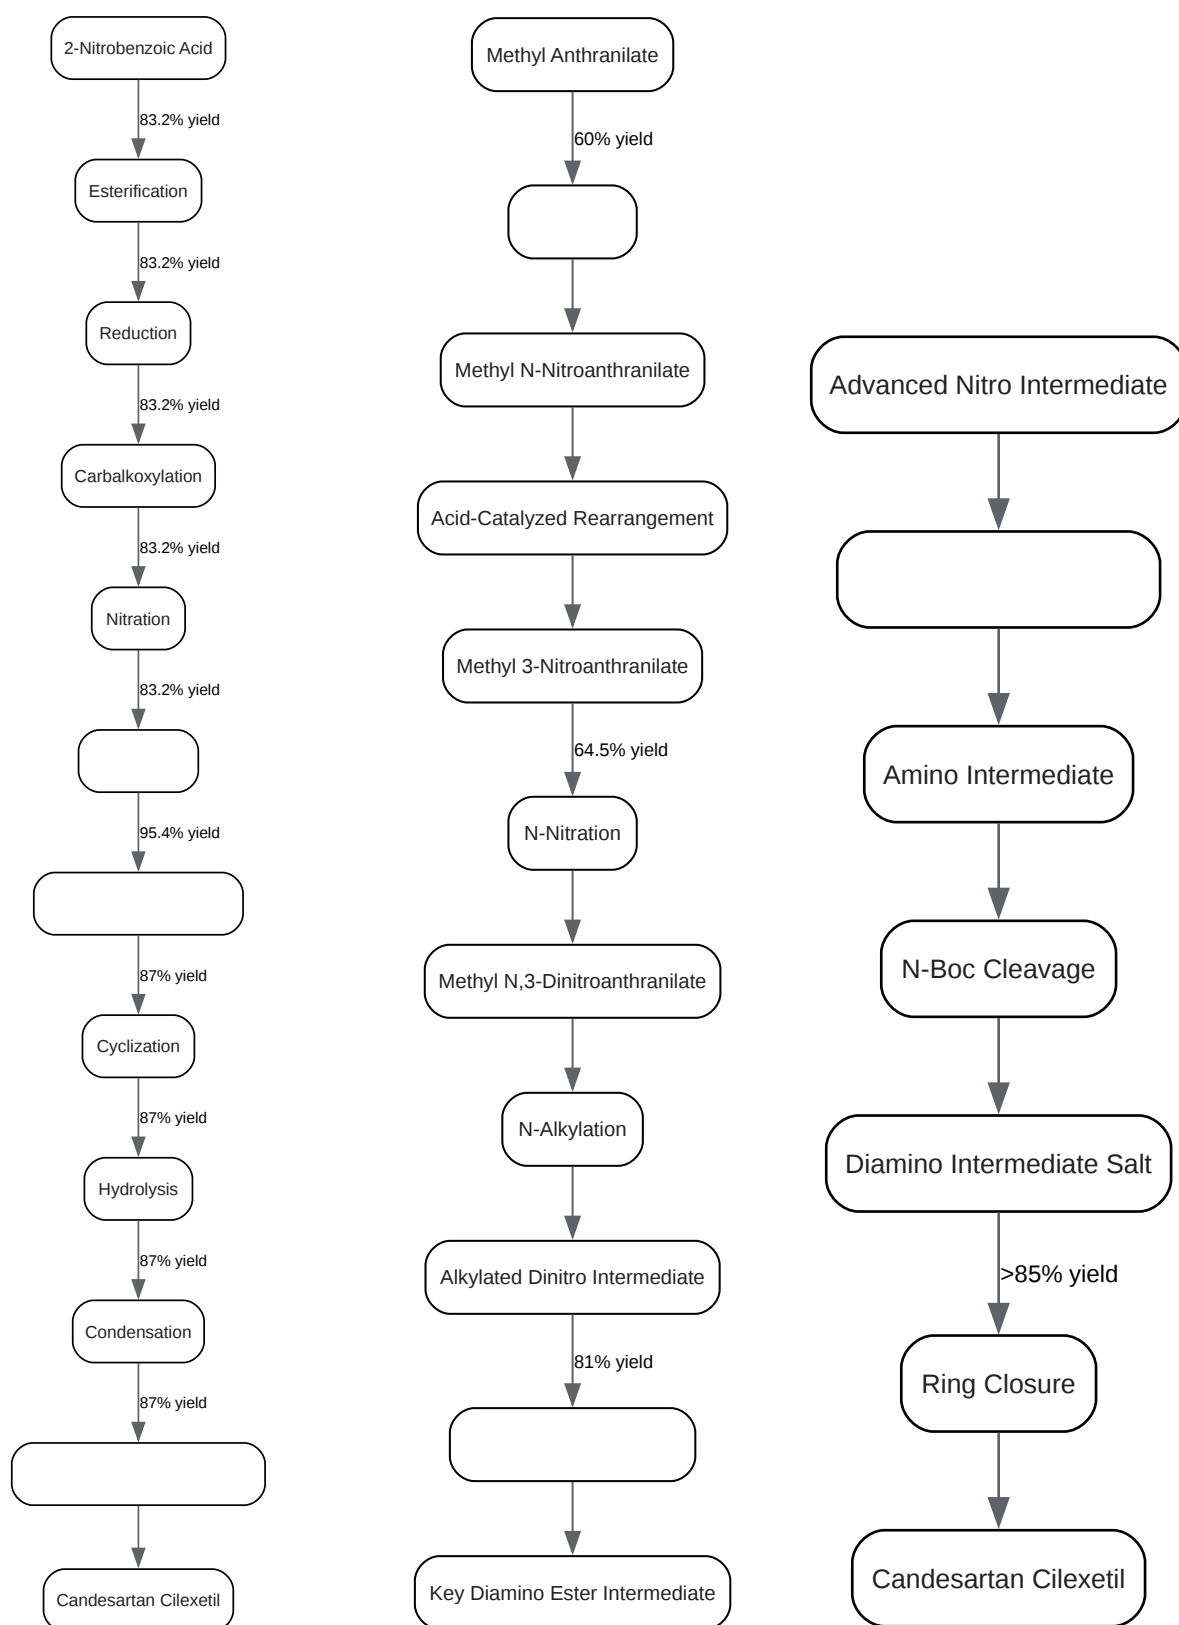 2-Nitrobenzoic Acid
83.2% yield
Esterification
83.2% yield
Reduction
83.2% yield
Carbalkoxylation
83.2% yield
Nitration
83.2% yield
95.4% yield
87% yield
Cyclization
87% yield
Hydrolysis
87% yield
Condensation
87% yield
Candesartan Cilexetil
Methyl Anthranilate
60% yield
Methyl N-Nitroanthranilate
Acid-Catalyzed Rearrangement
Methyl 3-Nitroanthranilate
64.5% yield
N-Nitration
Methyl N,3-Dinitroanthranilate
N-Alkylation
Alkylated Dinitro Intermediate
81% yield
Key Diamino Ester Intermediate
Advanced Nitro Intermediate
Amino Intermediate
N-Boc Cleavage
Diamino Intermediate Salt
>85% yield
Ring Closure
Candesartan Cilexetil